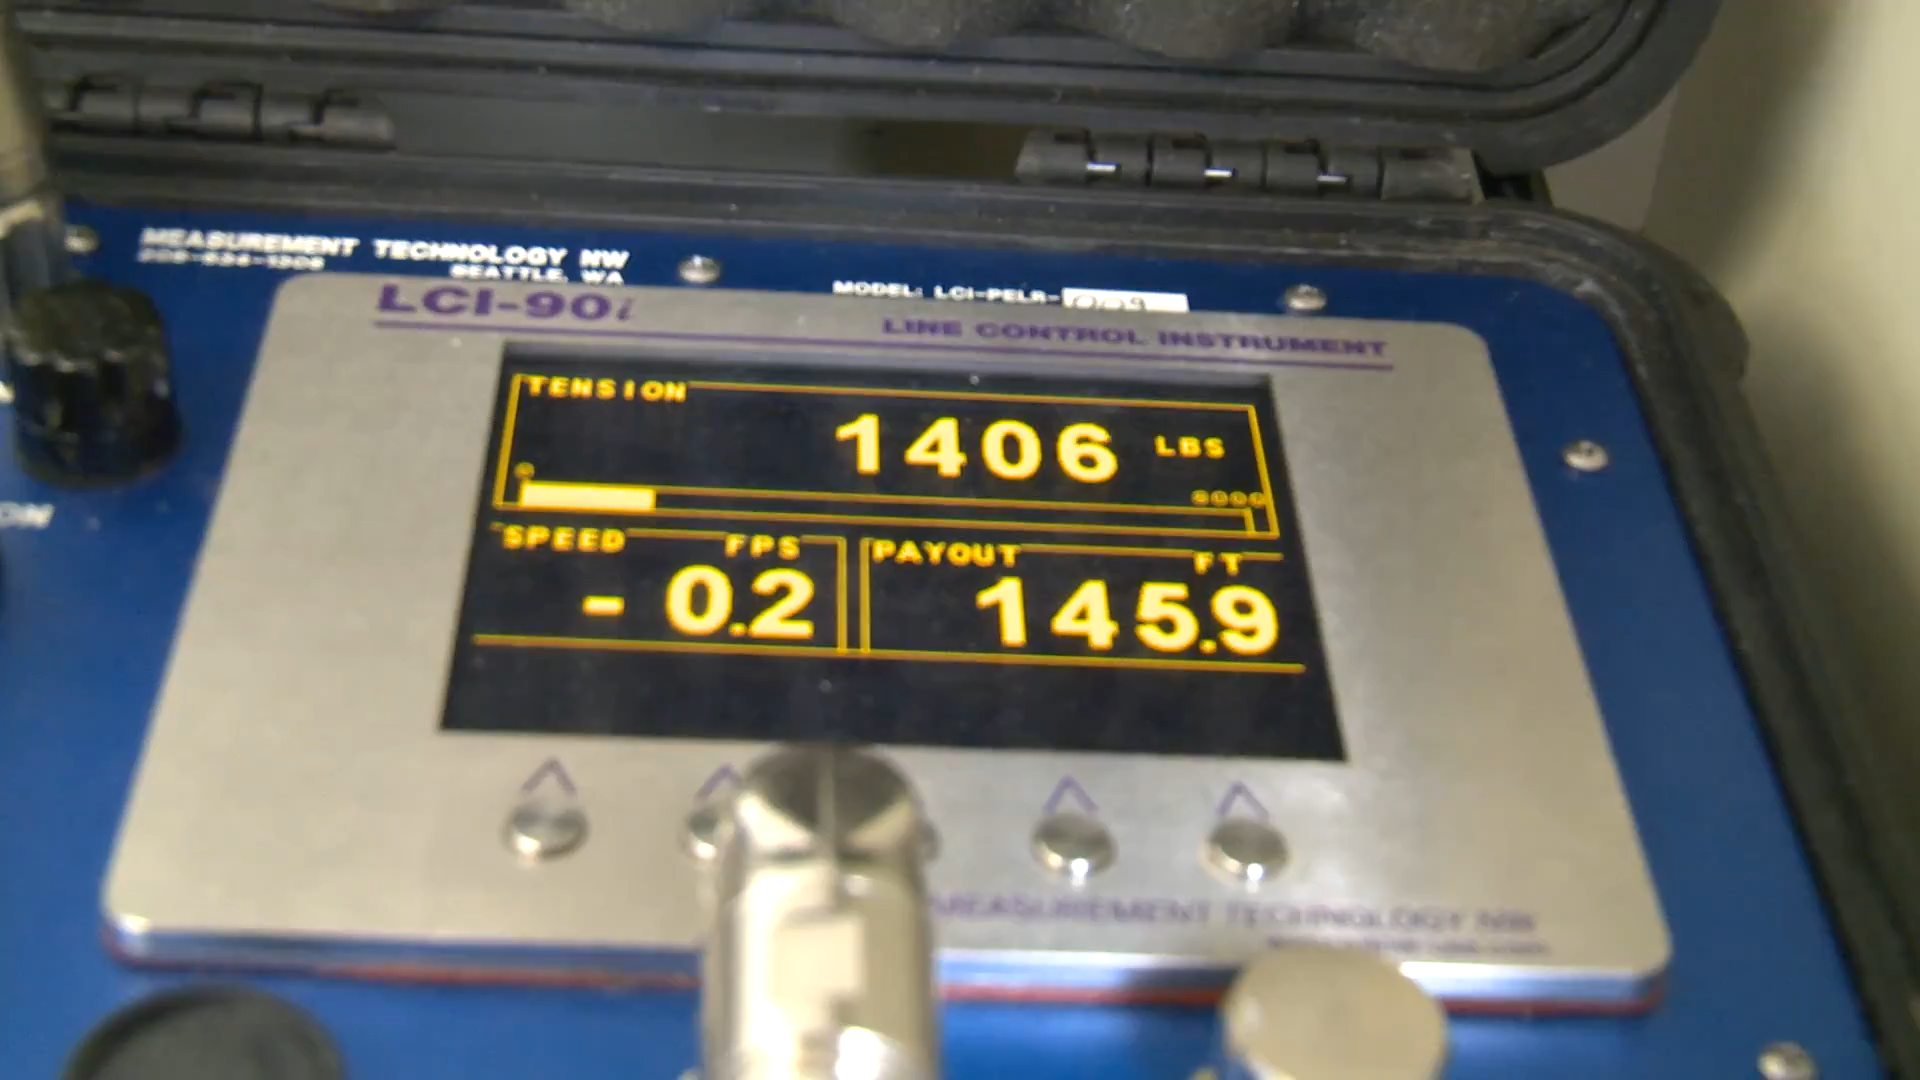 MEASUREMENT TECHNOLOGY NW
SEATTLE, WA
MODEL: LCI-PELR-
LCI-90i
LINE CONTROL INSTRUMENT
TENSION
1406 LBS
0
SPEED FPS
- 0.2
PAYOUT FT
145.9
MEASUREMENT TECHNOLOGY NW